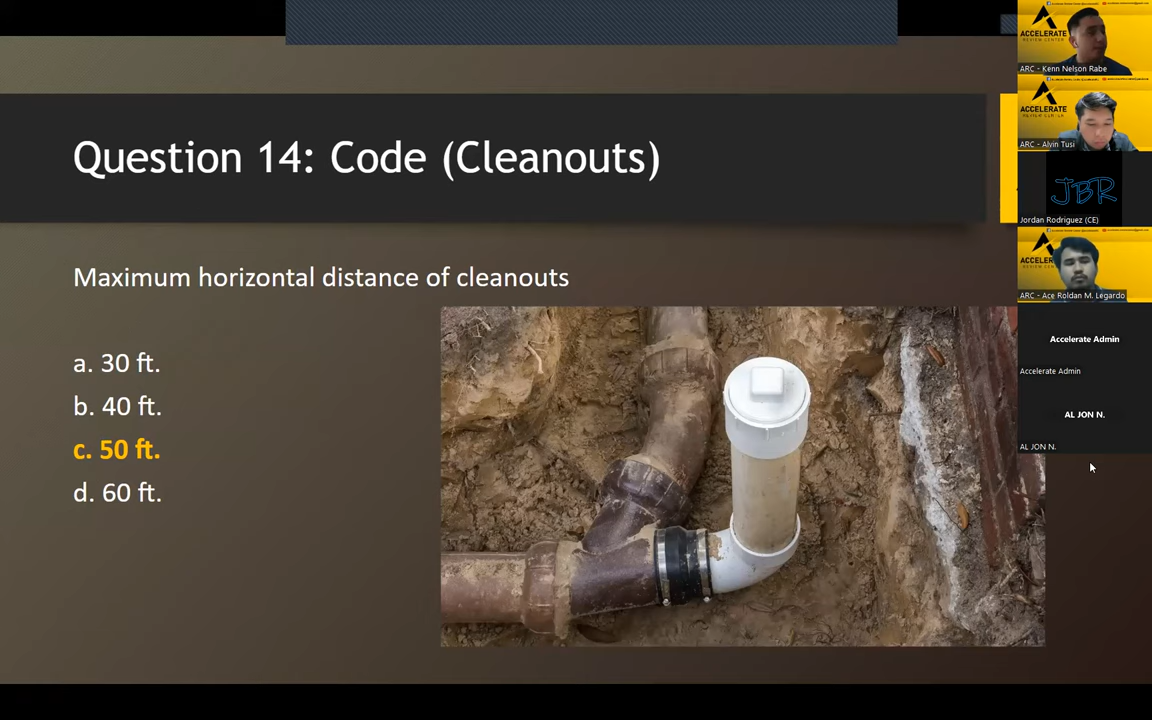 Question 14: Code (Cleanouts)
Maximum horizontal distance of cleanouts
a. 30 ft.
b. 40 ft.
c. 50 ft.
d. 60 ft.
ACCELERATE
ARC - Kenn Nelson Rabe
ACCELERATE
ARC - Alvin Tusi
JBR
Jordan Rodriguez (CE)
ARC - Ace Roldan M. Legardo
Accelerate Admin
Accelerate Admin
AL JON N.
AL JON N.